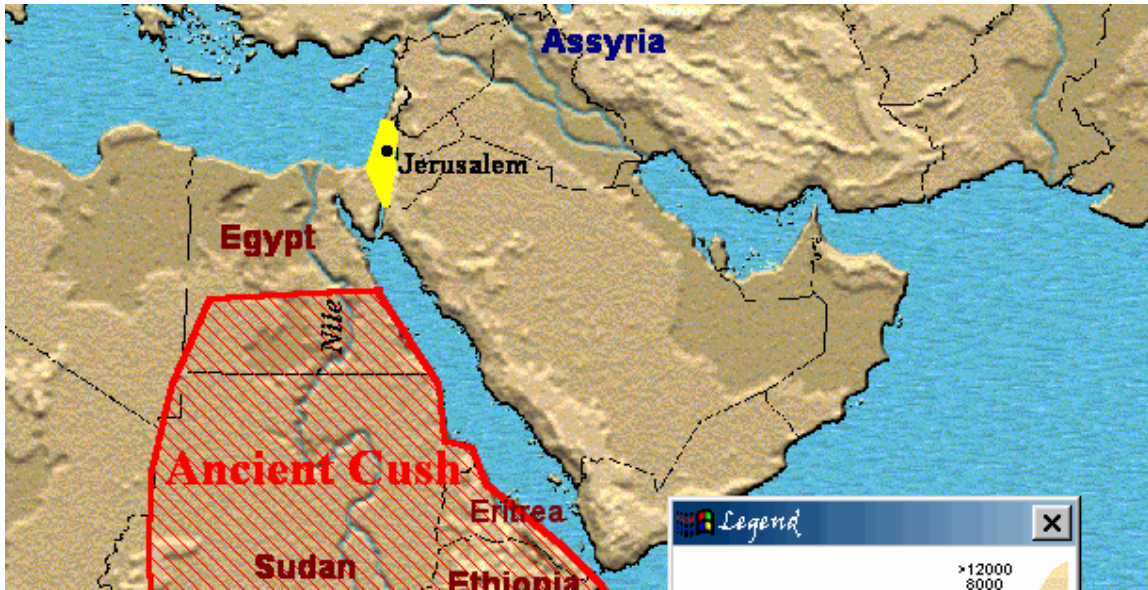 Assyria
Jerusalem
Egypt
Nile
Ancient Cush
Eritrea
Sudan
Ethiopia
Legend
>12000
8000